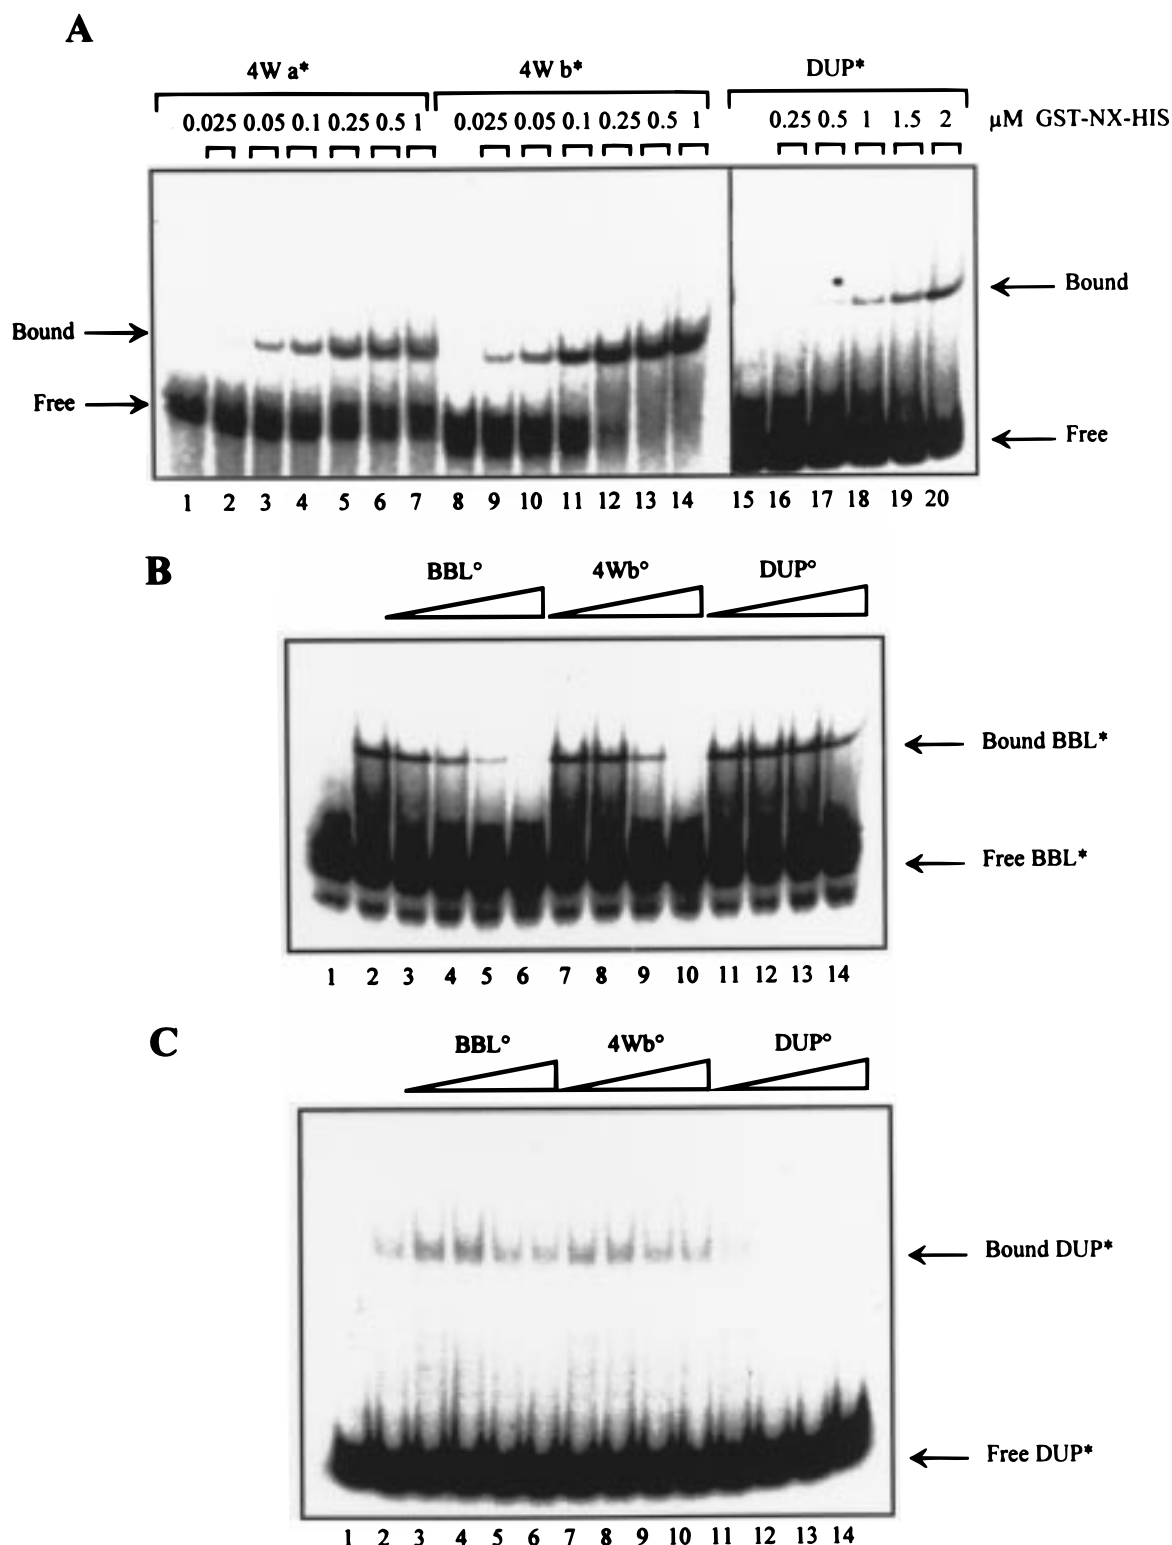 A
4W a* 4W b* DUP*
0.025 0.05 0.1 0.25 0.5 1 0.025 0.05 0.1 0.25 0.5 1 0.25 0.5 1 1.5 2 µM GST-NX-HIS
Bound
Bound
Free
Free
1 2 3 4 5 6 7 8 9 10 11 12 13 14 15 16 17 18 19 20
B
BBL° 4Wb° DUP°
Bound BBL*
Free BBL*
1 2 3 4 5 6 7 8 9 10 11 12 13 14
C
BBL° 4Wb° DUP°
Bound DUP*
Free DUP*
1 2 3 4 5 6 7 8 9 10 11 12 13 14